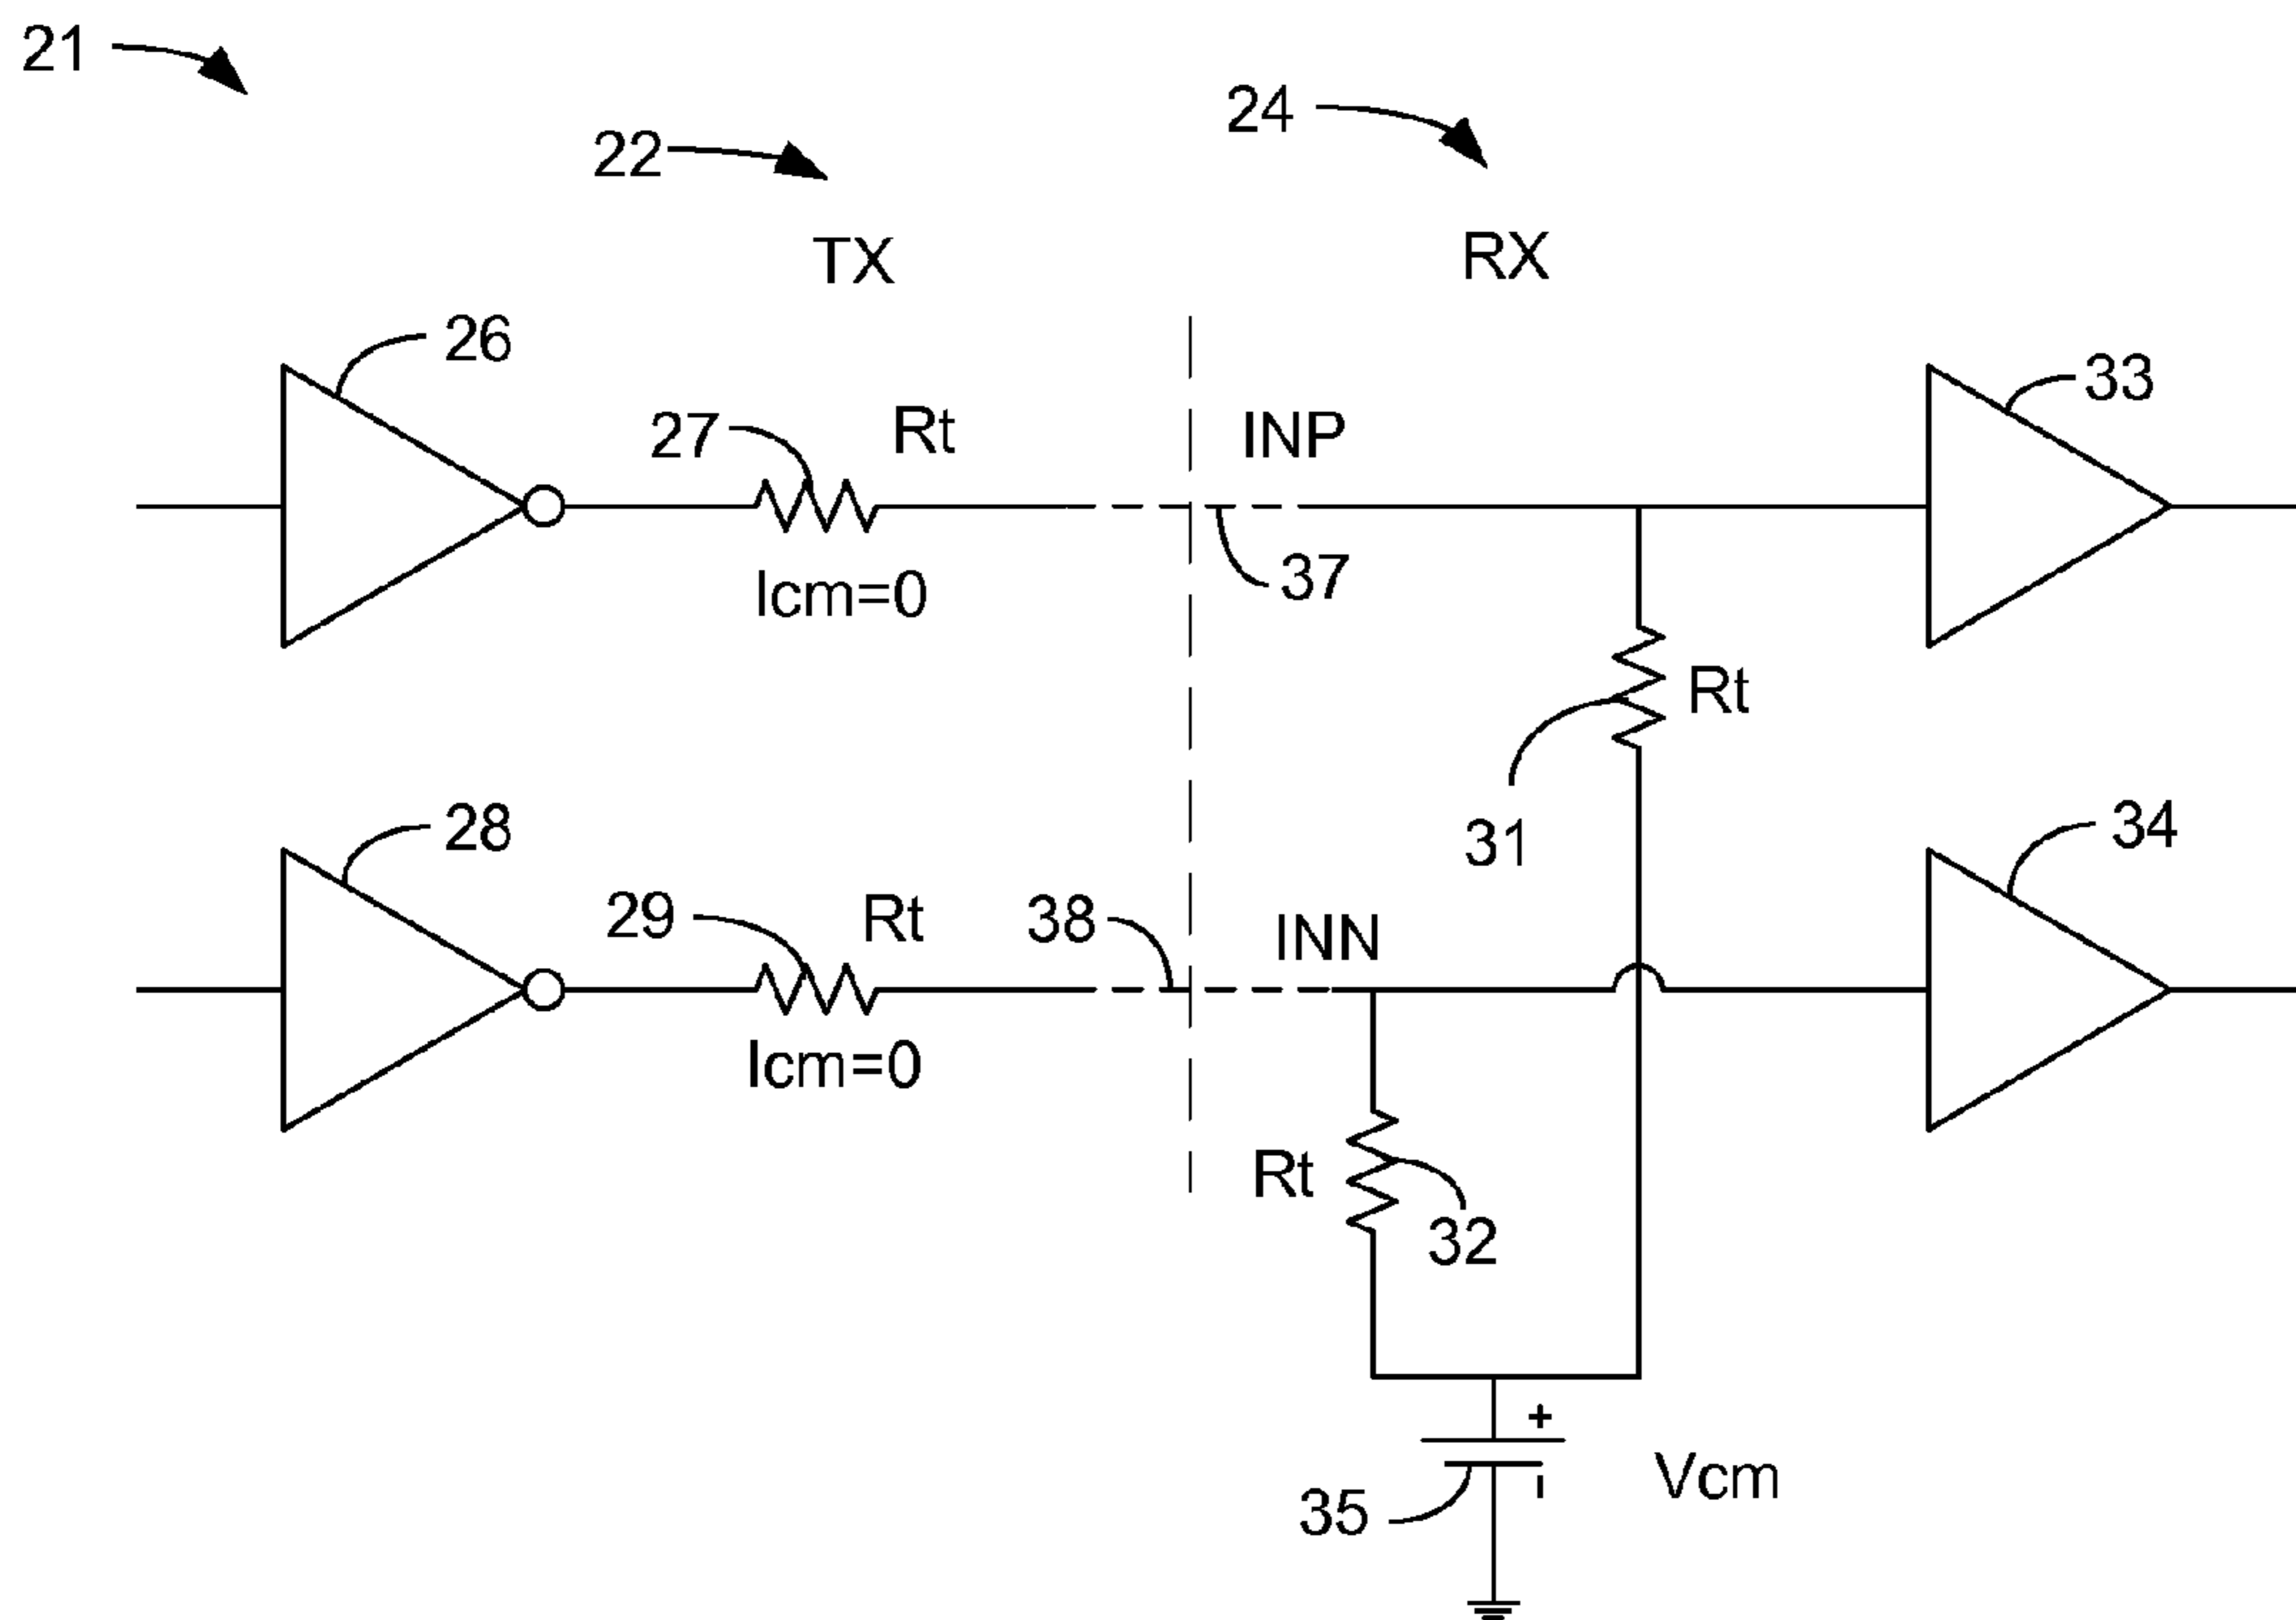 21
24
22
TX
RX
26
33
27
Rt
INP
37
Icm=0
Rt
31
28
34
29
Rt
38
INN
Icm=0
Rt
32
+
-
Vcm
35